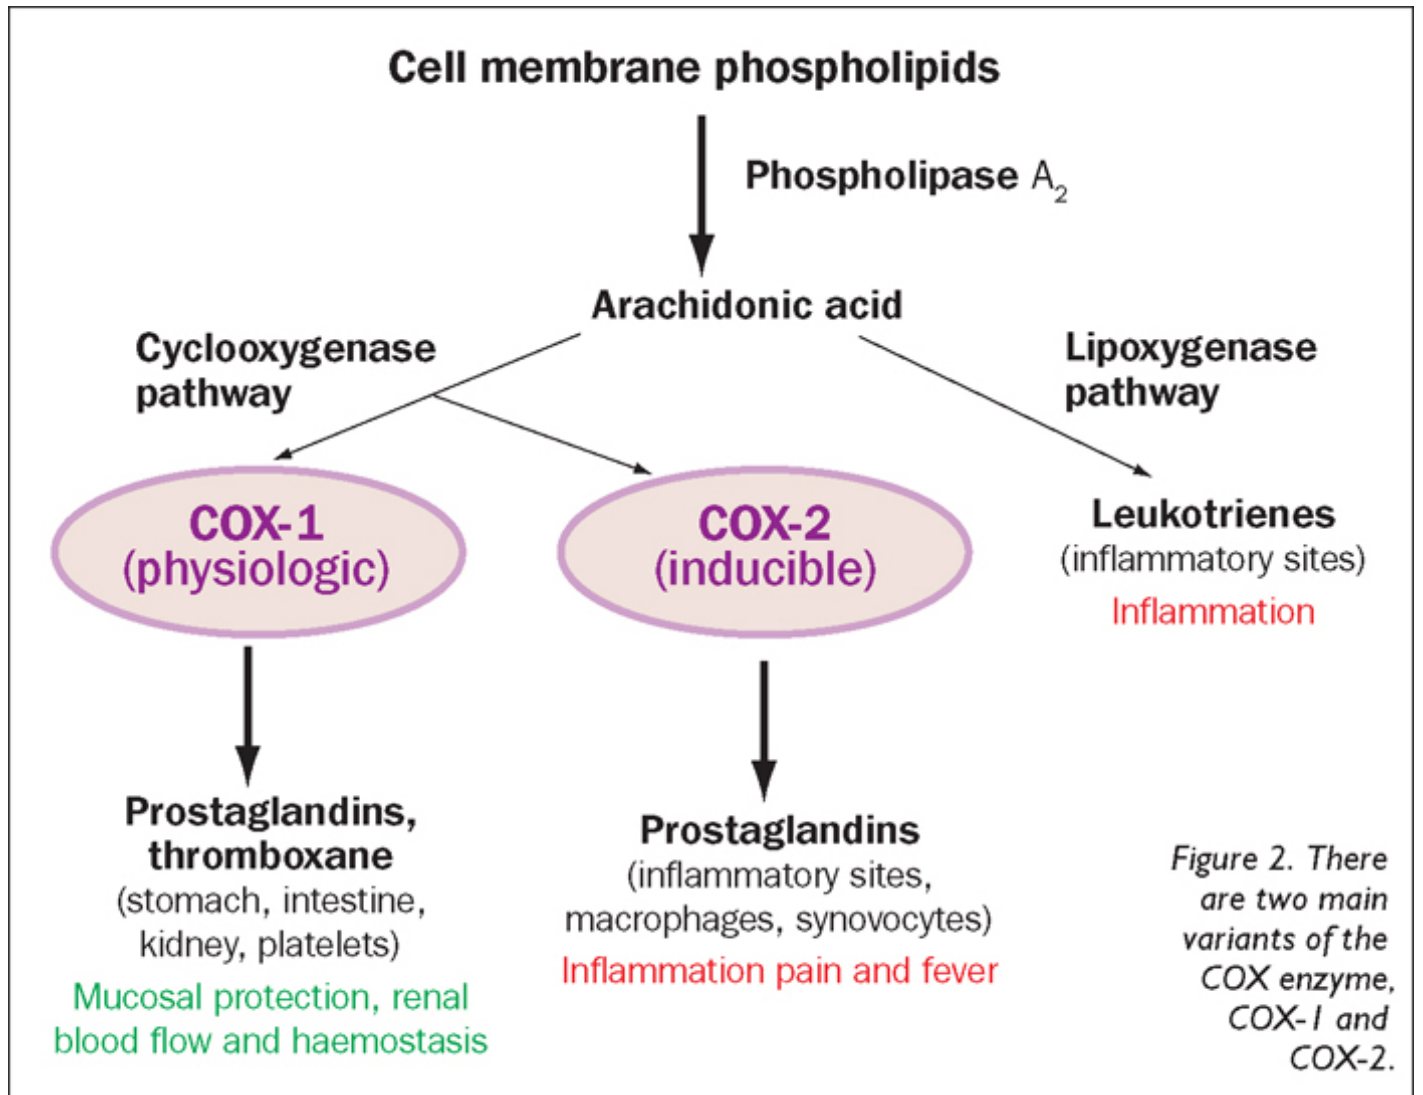 Cell membrane phospholipids
Phospholipase A₂
Arachidonic acid
Cyclooxygenase
pathway
Lipoxygenase
pathway
COX-1
(physiologic)
COX-2
(inducible)
Leukotrienes
(inflammatory sites)
Inflammation
Prostaglandins,
thromboxane
(stomach, intestine,
kidney, platelets)
Mucosal protection, renal
blood flow and haemostasis
Prostaglandins
(inflammatory sites,
macrophages, synovocytes)
Inflammation pain and fever
Figure 2. There
are two main
variants of the
COX enzyme,
COX-1 and
COX-2.